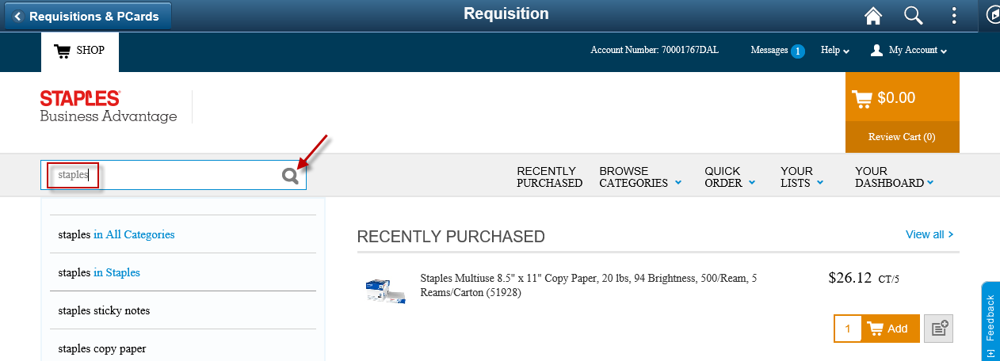 Requisitions & PCards
Requisition
SHOP
Account Number: 70001767DAL
Messages 1
Help
My Account
STAPLES
Business Advantage
$0.00
Review Cart (0)
staples
RECENTLY PURCHASED
BROWSE CATEGORIES
QUICK ORDER
YOUR LISTS
YOUR DASHBOARD
staples in All Categories
staples in Staples
staples sticky notes
staples copy paper
RECENTLY PURCHASED
View all >
Staples Multiuse 8.5" x 11" Copy Paper, 20 lbs, 94 Brightness, 500/Ream, 5
Reams/Carton (51928)
$26.12 CT/5
1 Add
Feedback